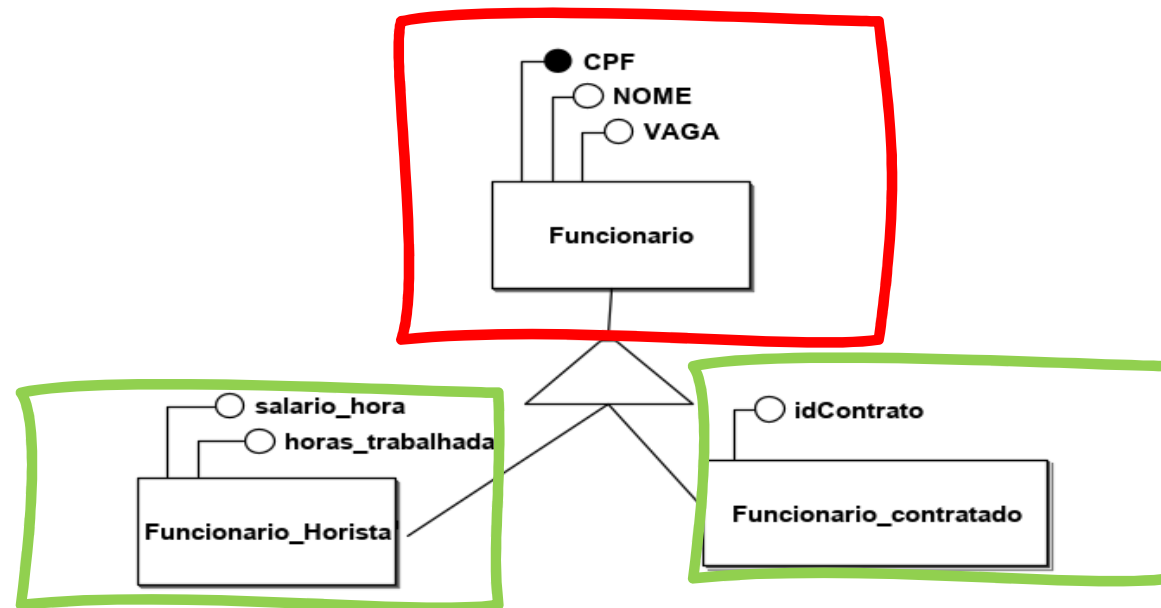 CPF
NOME
VAGA
Funcionario
salario_hora
horas_trabalhada
Funcionario_Horista
idContrato
Funcionario_contratado